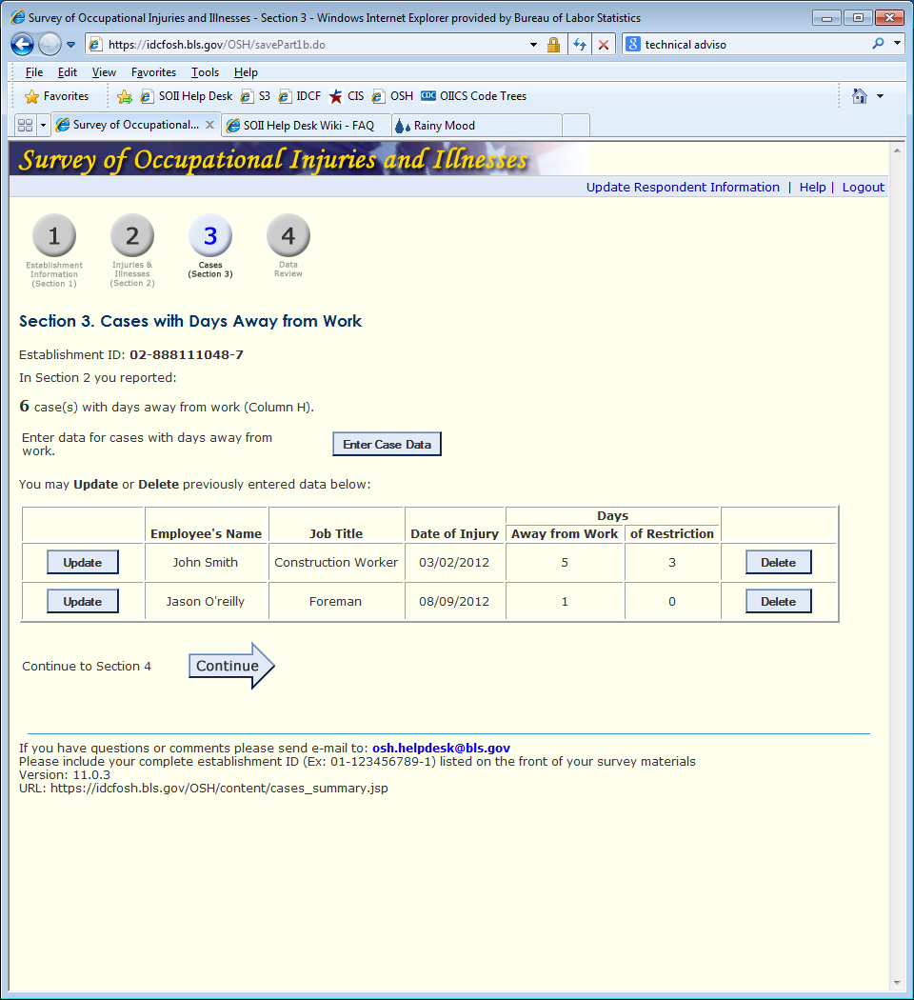 Survey of Occupational Injuries and Illnesses - Section 3 - Windows Internet Explorer provided by Bureau of Labor Statistics
https://idcfosh.bls.gov/OSH/savePart1b.do
technical adviso
File Edit View Favorites Tools Help
Favorites SOII Help Desk S3 IDCF CIS OSH CDC OIICS Code Trees
Survey of Occupational... SOII Help Desk Wiki - FAQ Rainy Mood
Survey of Occupational Injuries and Illnesses
Update Respondent Information | Help | Logout
1 2 3 4
Establishment Information (Section 1)
Injuries & Illnesses (Section 2)
Cases (Section 3)
Data Review
Section 3. Cases with Days Away from Work
Establishment ID: 02-888111048-7
In Section 2 you reported:
6 case(s) with days away from work (Column H).
Enter data for cases with days away from
work.
Enter Case Data
You may Update or Delete previously entered data below:
Days
Employee's Name Job Title Date of Injury Away from Work of Restriction
Update John Smith Construction Worker 03/02/2012 5 3 Delete
Update Jason O'reilly Foreman 08/09/2012 1 0 Delete
Continue to Section 4 Continue
If you have questions or comments please send e-mail to: osh.helpdesk@bls.gov
Please include your complete establishment ID (Ex: 01-123456789-1) listed on the front of your survey materials
Version: 11.0.3
URL: https://idcfosh.bls.gov/OSH/content/cases_summary.jsp